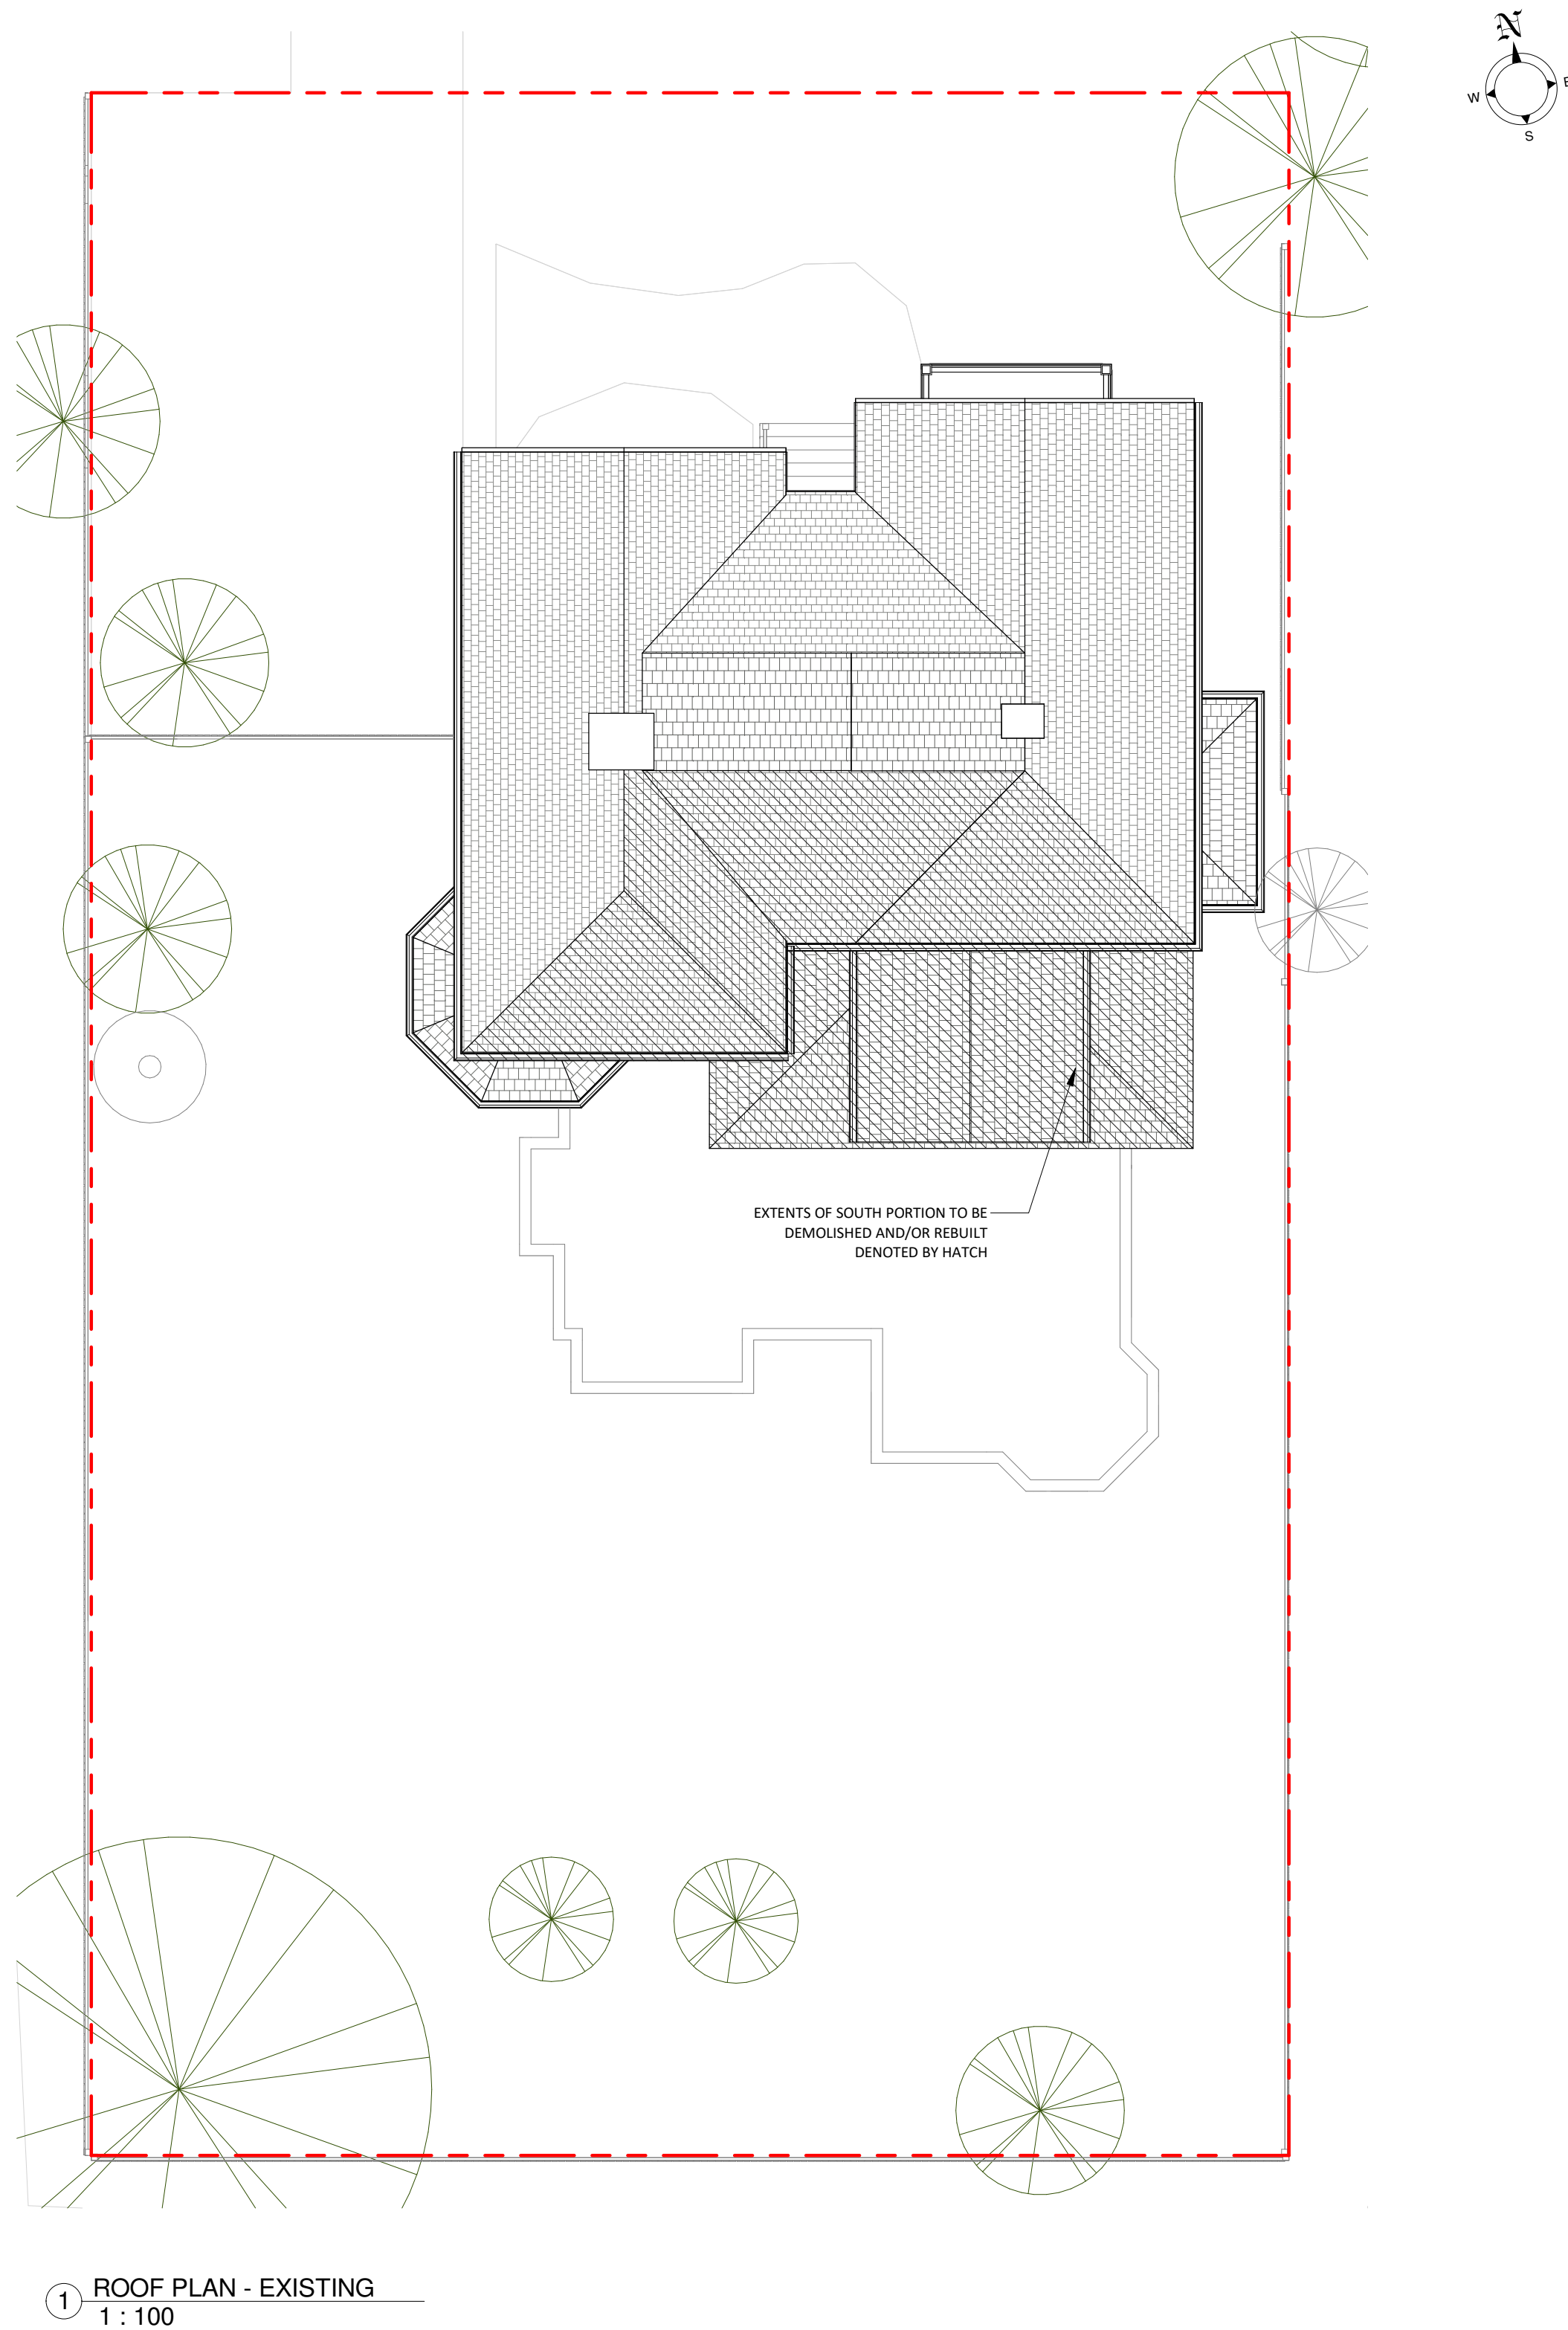 N
W
E
S
EXTENTS OF SOUTH PORTION TO BE
DEMOLISHED AND/OR REBUILT
DENOTED BY HATCH
1
ROOF PLAN - EXISTING
1 : 100